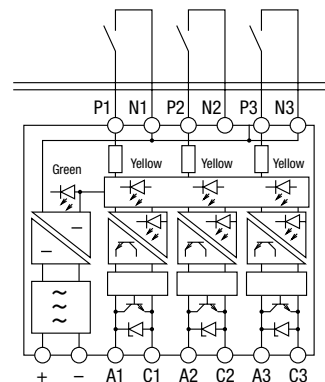 P1 N1 P2 N2 P3 N3
Yellow Yellow Yellow
Green
+ − A1 C1 A2 C2 A3 C3